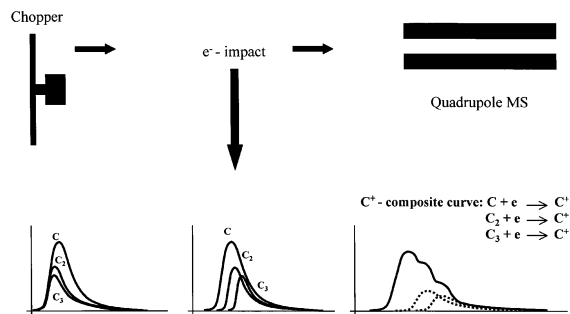 Chopper
e⁻ - impact
Quadrupole MS
C⁺ - composite curve: C + e → C⁺
C₂ + e → C⁺
C₃ + e → C⁺
C
C₂
C₃
C
C₂
C₃